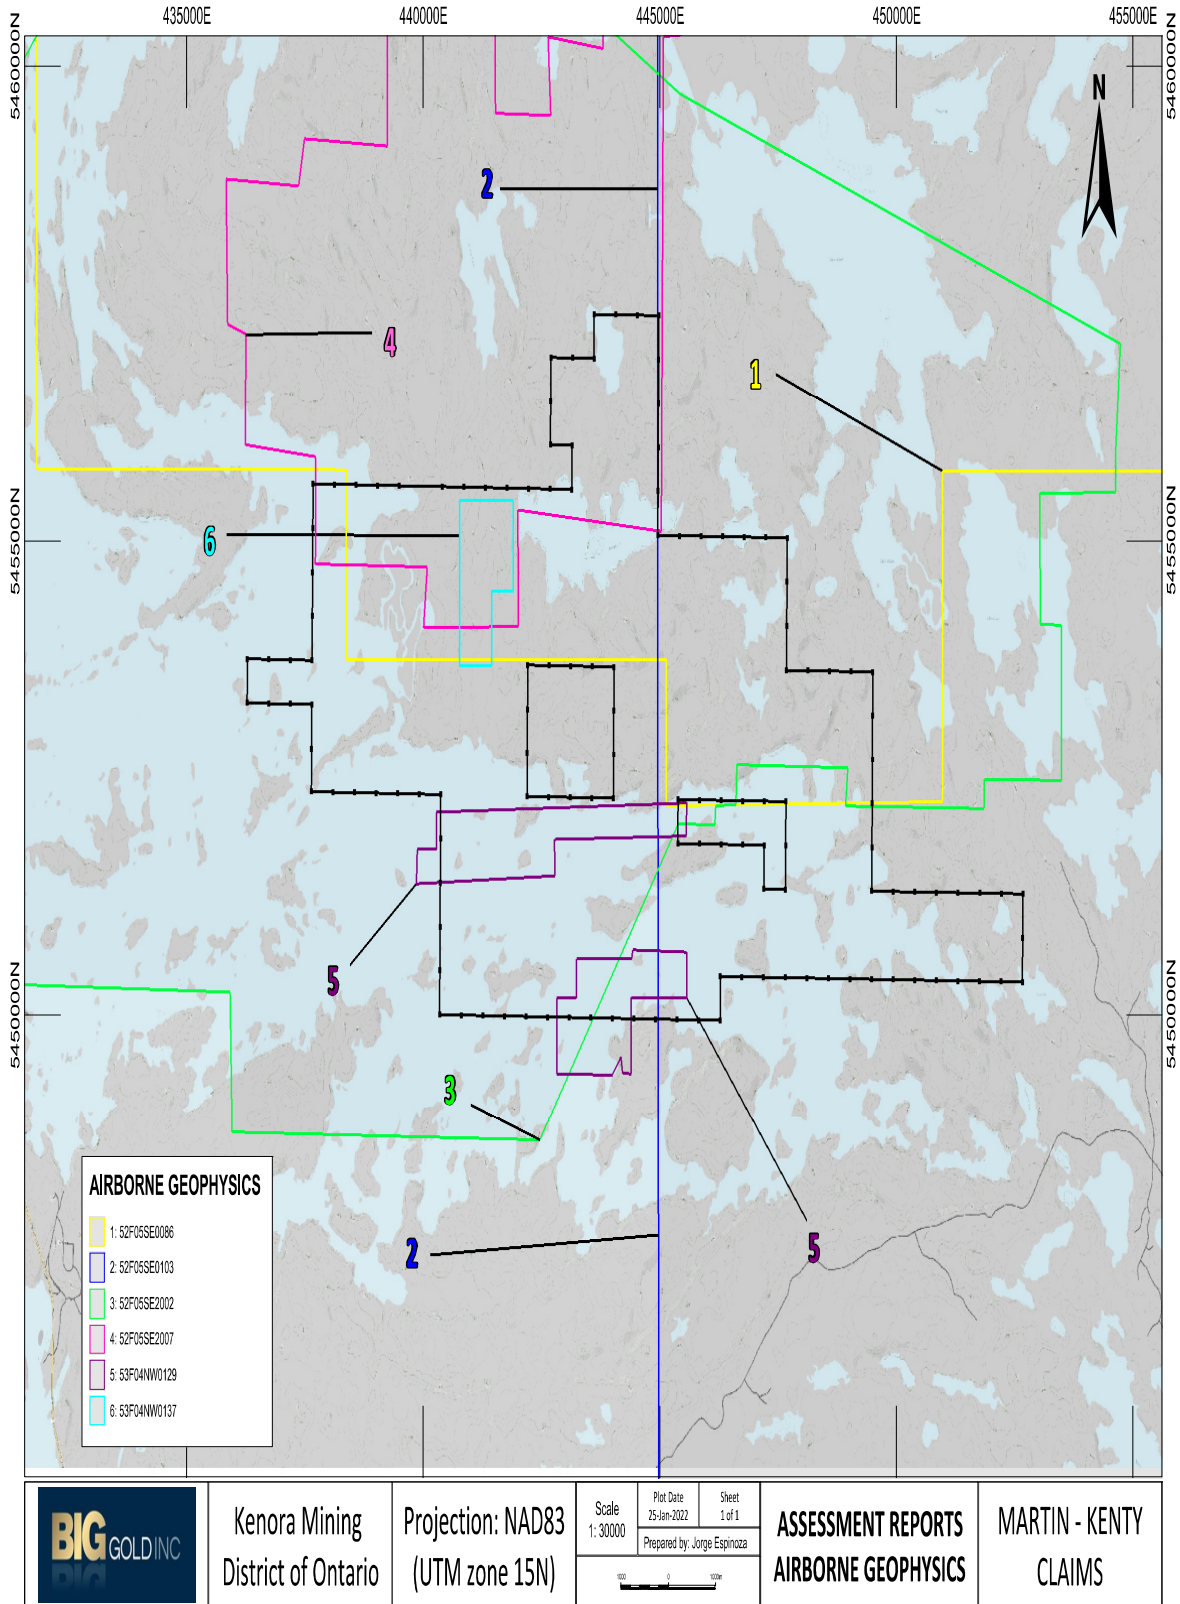 435000E 440000E 445000E 450000E 455000E
5460000N 5460000N
N
2
4
1
6
5455000N 5455000N
5
5450000N 5450000N
3
2
5
AIRBORNE GEOPHYSICS
1: 52F05SE0086
2: 52F05SE0103
3: 52F05SE2002
4: 52F05SE2007
5: 53F04NW0129
6: 53F04NW0137
BIG GOLD INC
Kenora Mining
District of Ontario
Projection: NAD83
(UTM zone 15N)
Scale
1: 30000
Plot Date
25-Jan-2022
Sheet
1 of 1
Prepared by: Jorge Espinoza
1000 0 1000m
ASSESSMENT REPORTS
AIRBORNE GEOPHYSICS
MARTIN - KENTY
CLAIMS